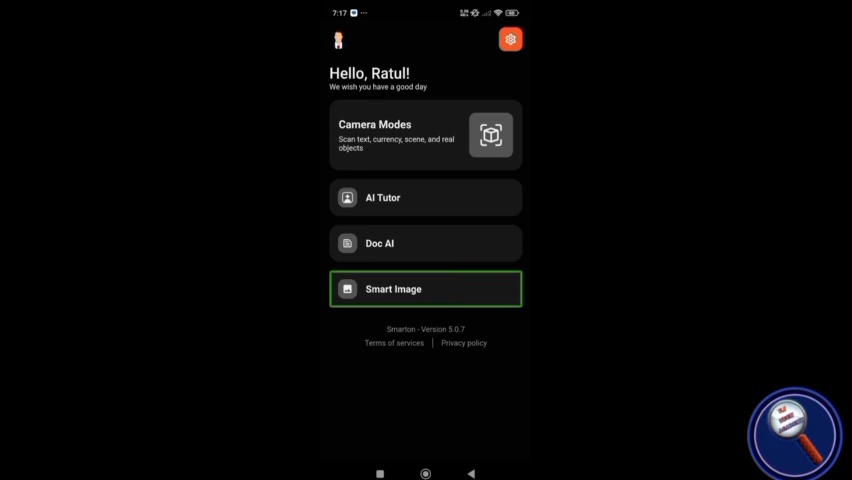 7:17
Hello, Ratul!
We wish you have a good day
Camera Modes
Scan text, currency, scene, and real
objects
AI Tutor
Doc AI
Smart Image
Smarton - Version 5.0.7
Terms of services
Privacy policy